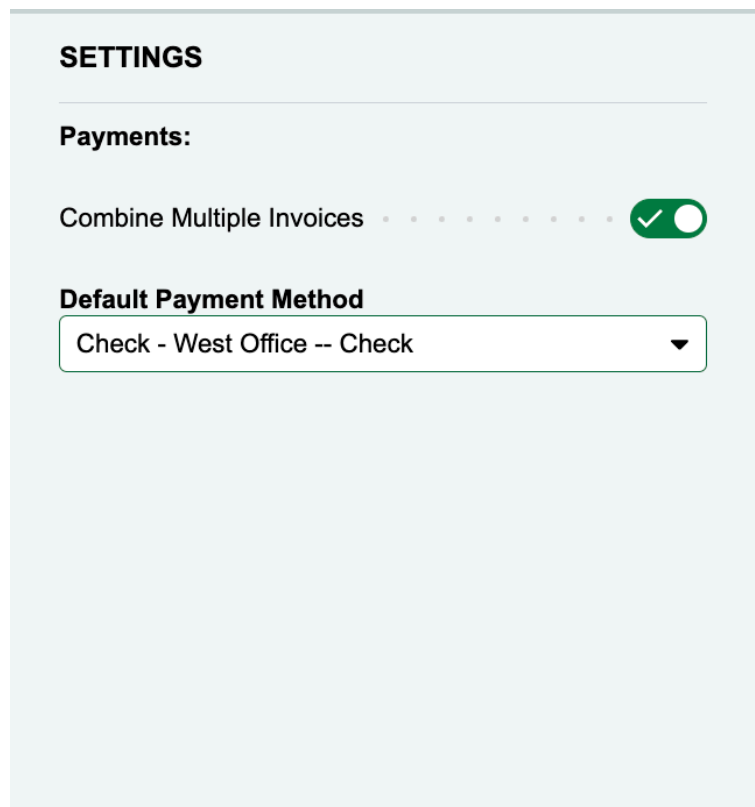 SETTINGS
Payments:
Combine Multiple Invoices
Default Payment Method
Check - West Office -- Check